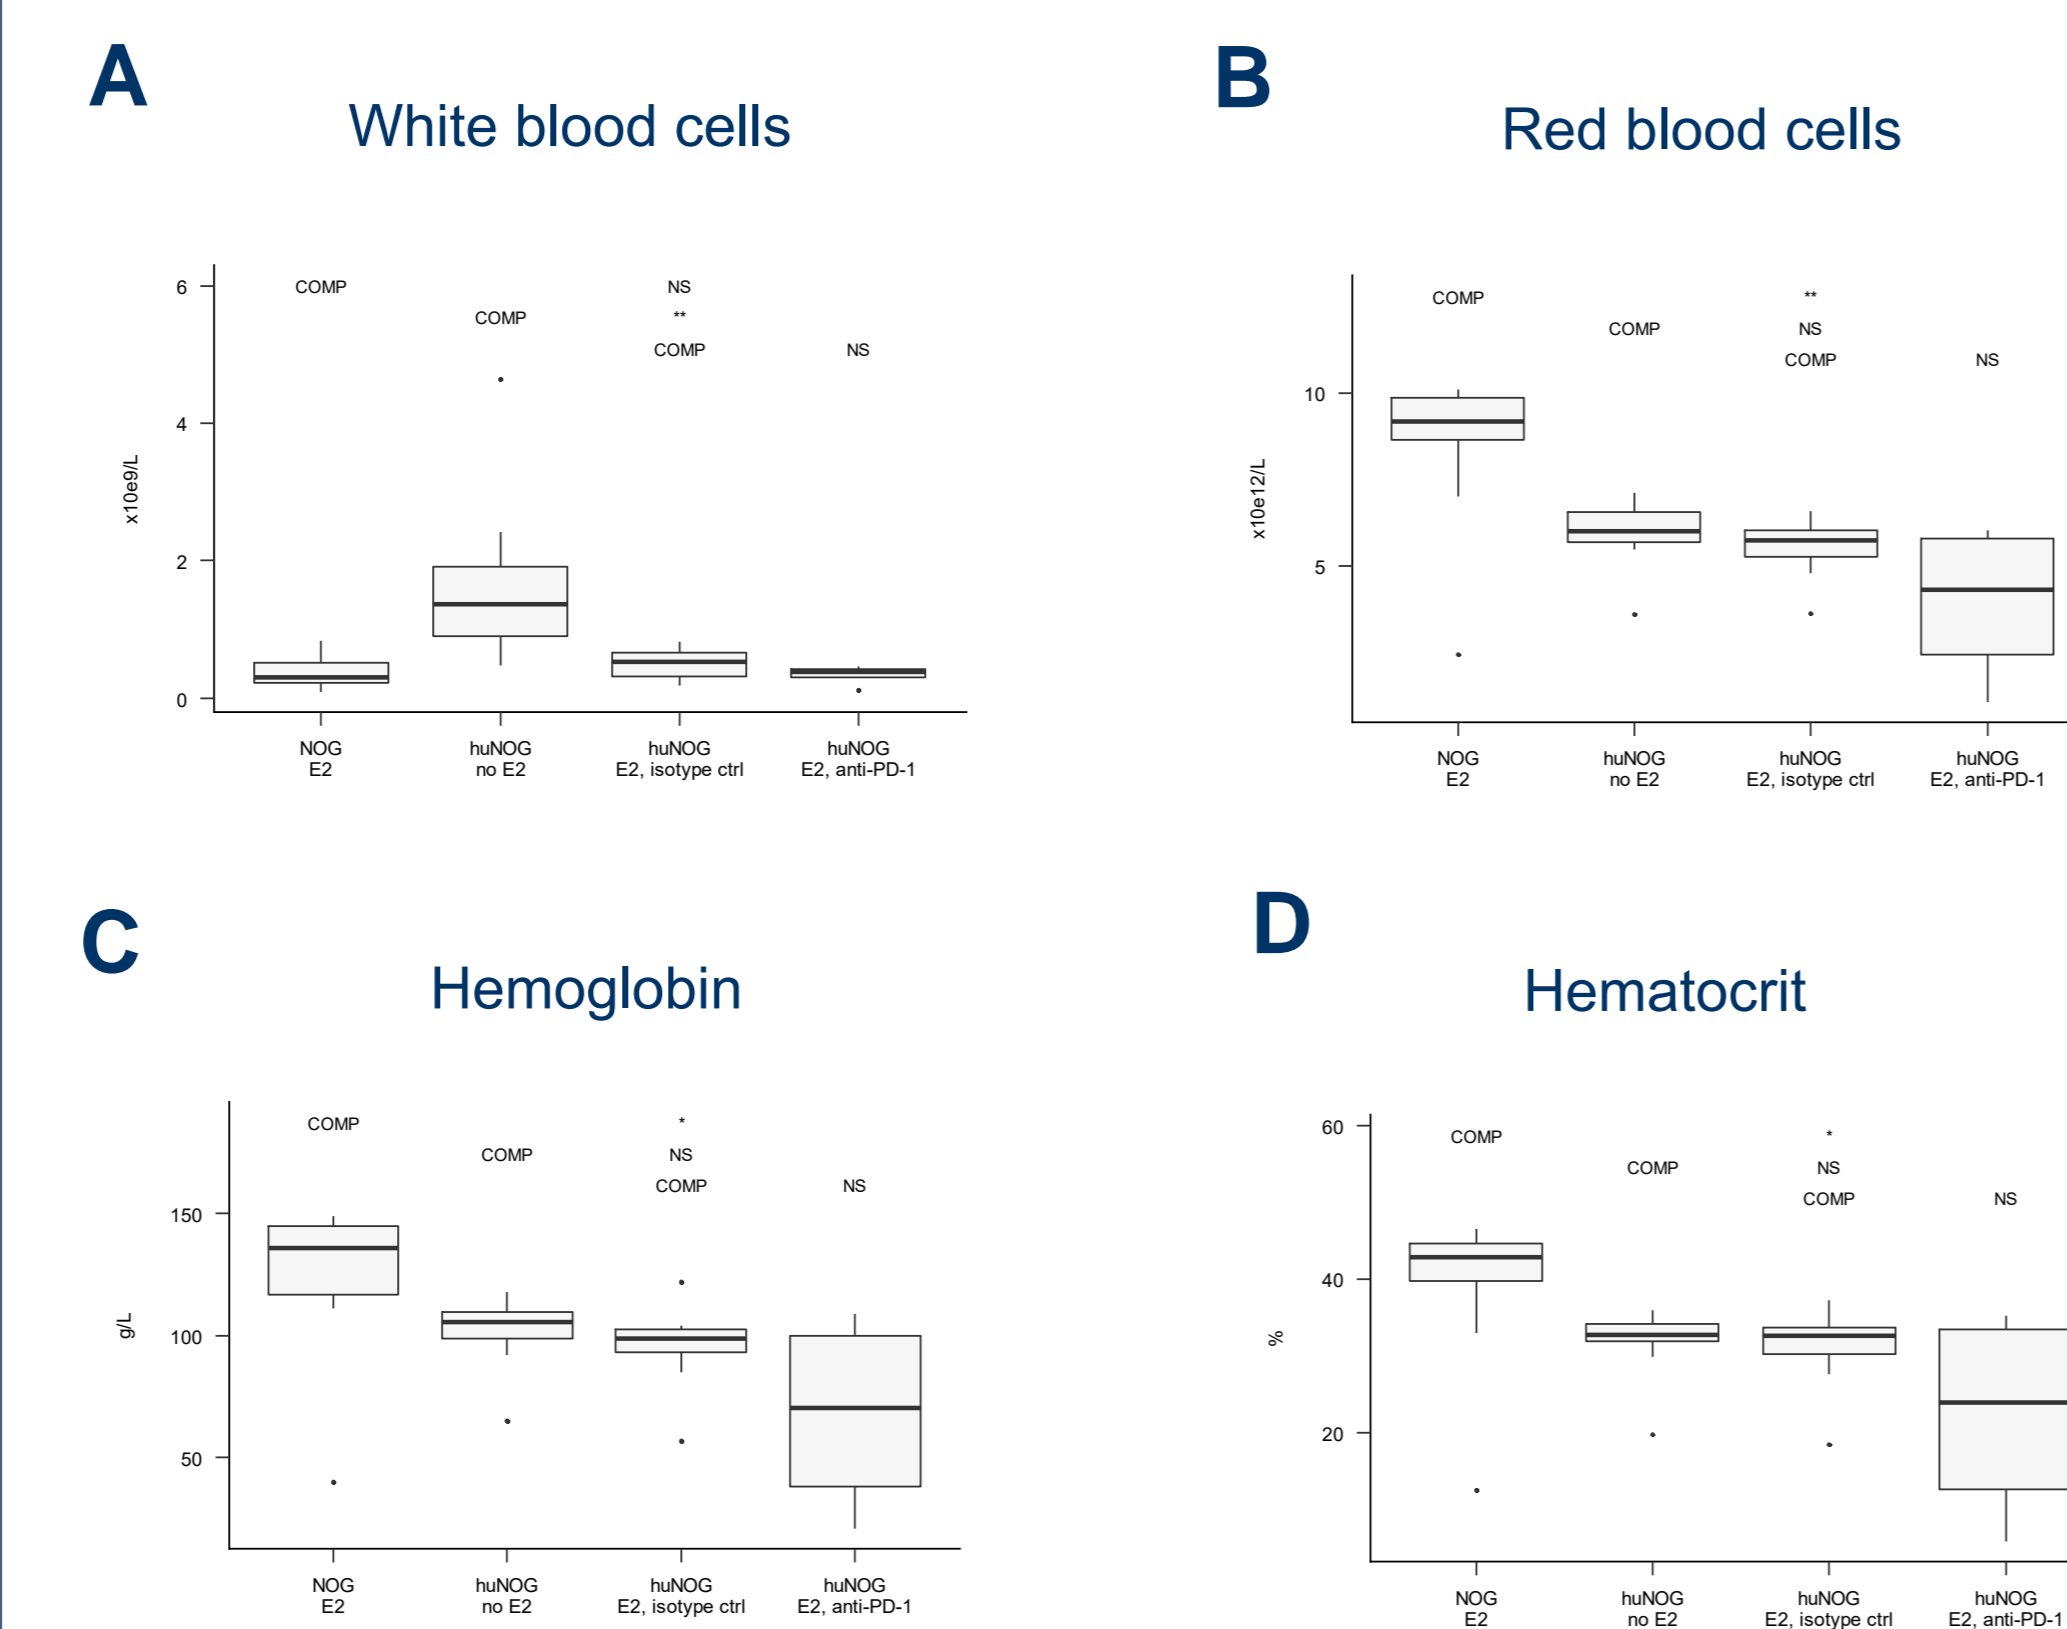 A
White blood cells
6
4
2
0
x10e9/L
COMP
COMP
NS
**
COMP
NS
NOG
E2
huNOG
no E2
huNOG
E2, isotype ctrl
huNOG
E2, anti-PD-1
B
Red blood cells
10
5
x10e12/L
COMP
COMP
**
NS
COMP
NS
NOG
E2
huNOG
no E2
huNOG
E2, isotype ctrl
huNOG
E2, anti-PD-1
C
Hemoglobin
150
100
50
g/L
COMP
COMP
*
NS
COMP
NS
NOG
E2
huNOG
no E2
huNOG
E2, isotype ctrl
huNOG
E2, anti-PD-1
D
Hematocrit
60
40
20
%
COMP
COMP
*
NS
COMP
NS
NOG
E2
huNOG
no E2
huNOG
E2, isotype ctrl
huNOG
E2, anti-PD-1